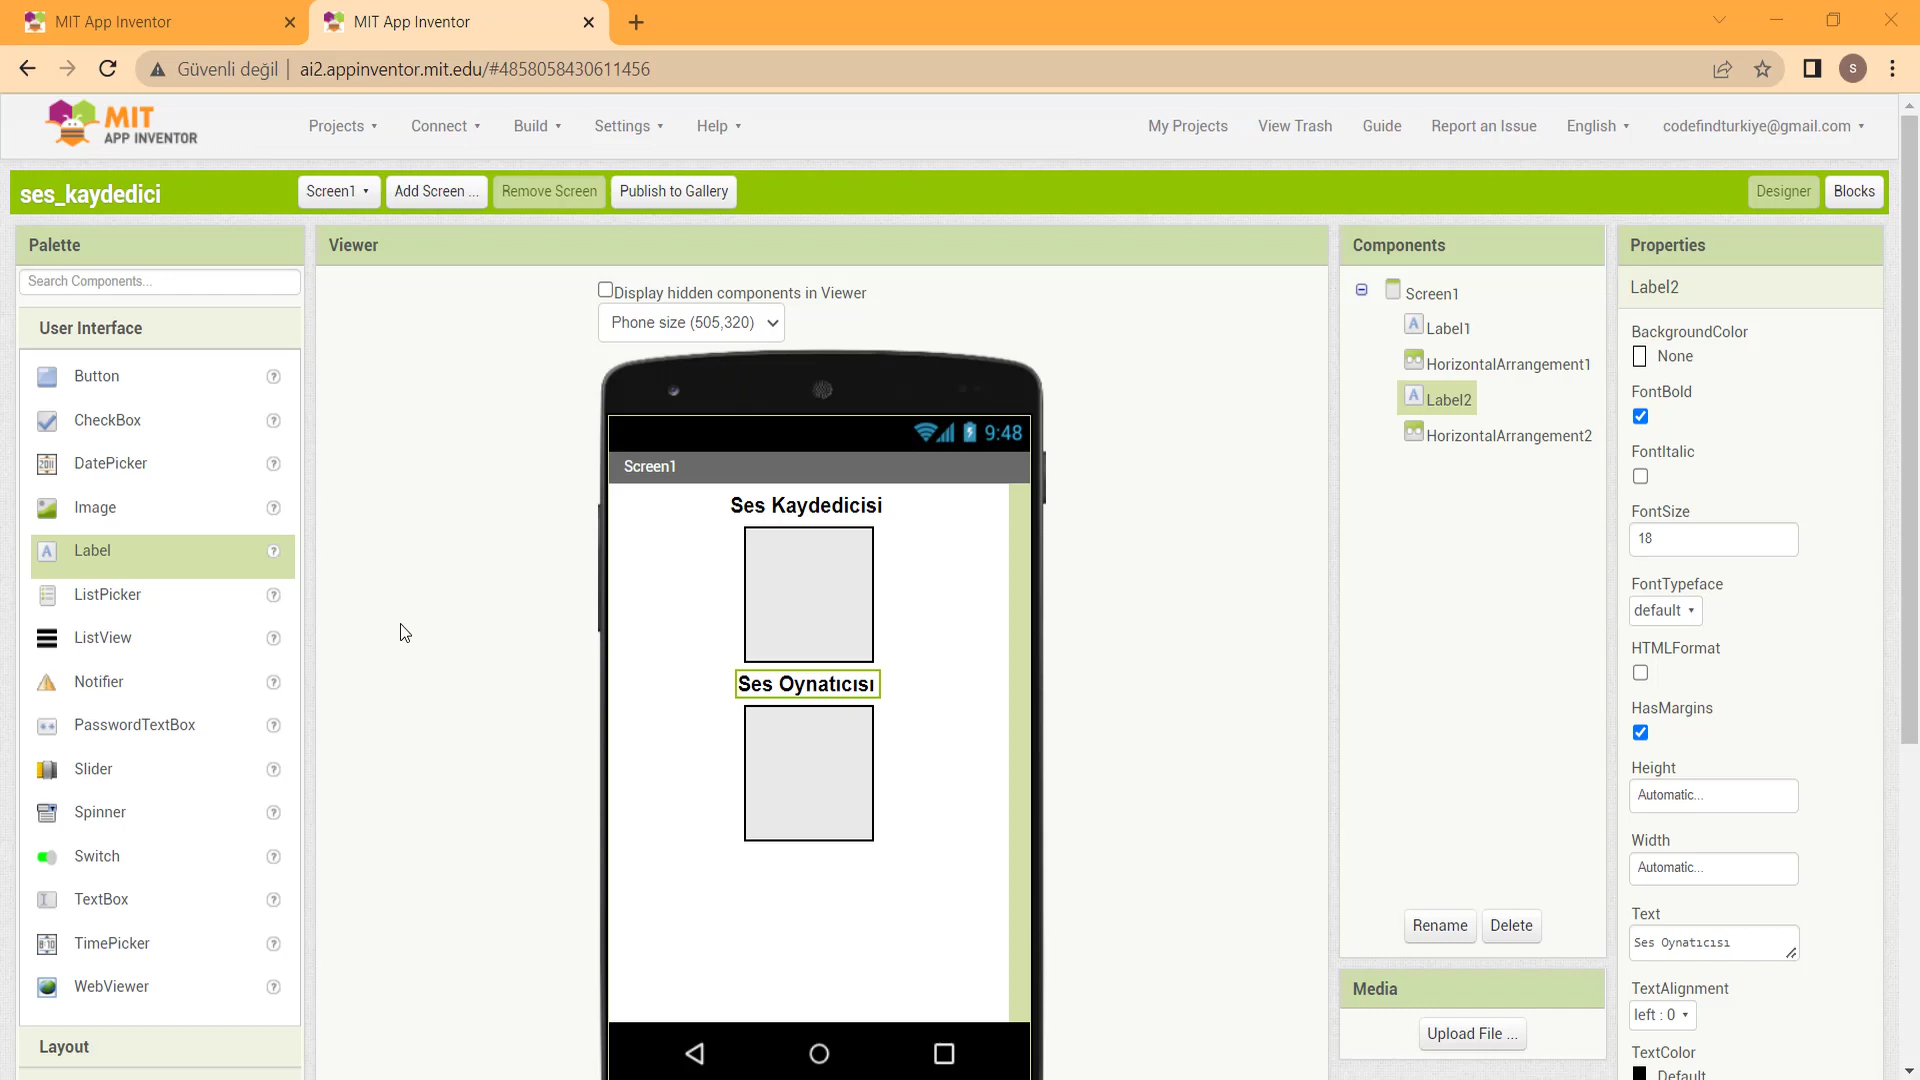 MIT App Inventor
MIT App Inventor
Güvenli değil
ai2.appinventor.mit.edu/#4858058430611456
S
MIT
APP INVENTOR
Projects
Connect
Build
Settings
Help
My Projects
View Trash
Guide
Report an Issue
English
codefindturkiye@gmail.com
ses_kaydedici
Screen1
Add Screen ...
Remove Screen
Publish to Gallery
Designer
Blocks
Palette
Search Components...
User Interface
Button
CheckBox
DatePicker
Image
Label
ListPicker
ListView
Notifier
PasswordTextBox
Slider
Spinner
Switch
TextBox
TimePicker
WebViewer
Layout
Viewer
Display hidden components in Viewer
Phone size (505,320)
9:48
Screen1
Ses Kaydedicisi
Ses Oynatıcısı
Components
Screen1
Label1
HorizontalArrangement1
Label2
HorizontalArrangement2
Rename
Delete
Media
Upload File ...
Properties
Label2
BackgroundColor
None
FontBold
FontItalic
FontSize
18
FontTypeface
default
HTMLFormat
HasMargins
Height
Automatic...
Width
Automatic...
Text
Ses Oynatıcısı
TextAlignment
left : 0
TextColor
Default